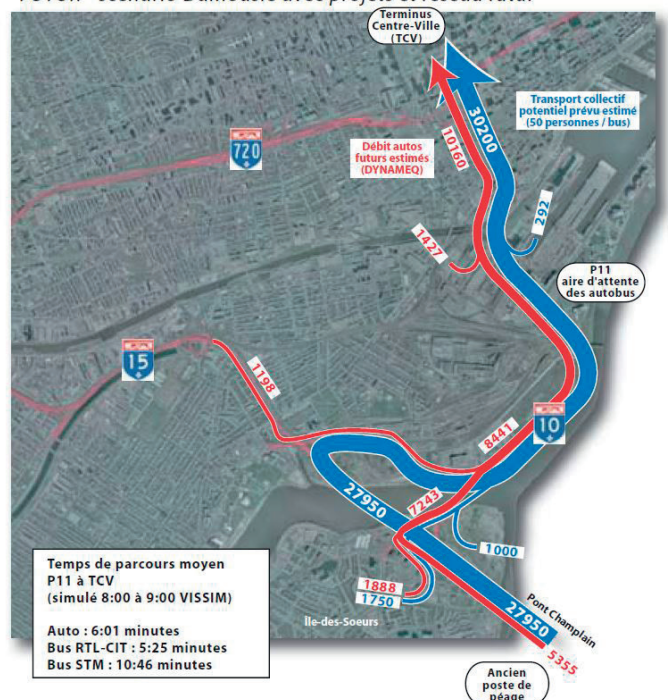 Terminus
Centre-Ville
(TCV)
Transport collectif
potentiel prévu estimé
(50 personnes / bus)
30200
10160
Débit autos
futurs estimés
(DYNAMEQ)
720
292
1427
P11
aire d'attente
des autobus
15
1198
10
8441
27950
7243
1000
Temps de parcours moyen
P11 à TCV
(simulé 8:00 à 9:00 VISSIM)
Auto : 6:01 minutes
Bus RTL-CIT : 5:25 minutes
Bus STM : 10:46 minutes
1888
1750
Île-des-Soeurs
Pont Champlain
27950
5355
Ancien
poste de
péage